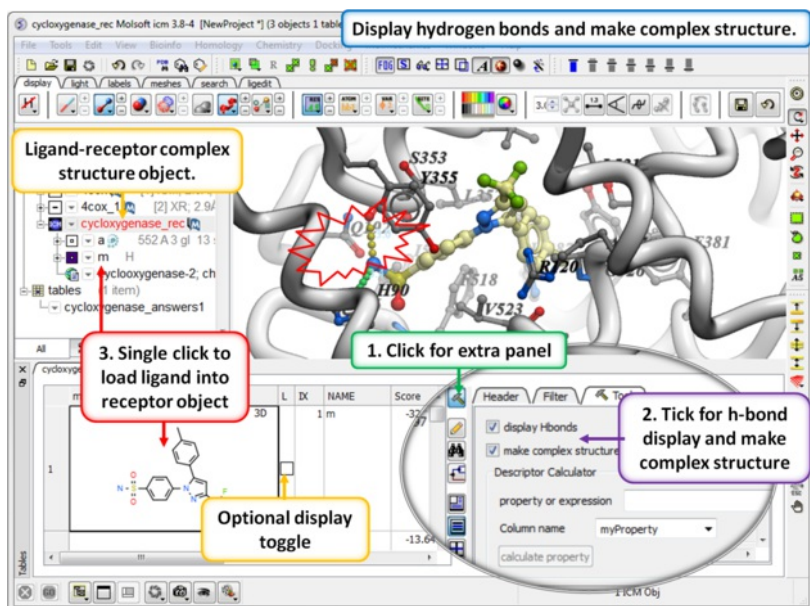 cycloxygenase_rec Molsoft icm 3.8-4 [NewProject *] (3 objects 1 table
Display hydrogen bonds and make complex structure.
File Tools Edit View Bioinfo Homology Chemistry
display light labels meshes search ligedit
Ligand-receptor complex
structure object.
4cox_1 [2] XR; 2.9A
cycloxygenase_rec
a 552 A 3 gl 13 s
m H
cyclooxygenase-2; ch
tables (1 item)
cycloxygenase_answers1
All
S353
Y355
H90
F518
V523
R120
E381
3. Single click to
load ligand into
receptor object
1. Click for extra panel
L IX NAME Score
3D
1 m
1
Optional display
toggle
-13.64
Header Filter Tool
display Hbonds
make complex structure
2. Tick for h-bond
display and make
complex structure
Descriptor Calculator
property or expression
Column name myProperty
calculate property
Tables
1 ICM Obj